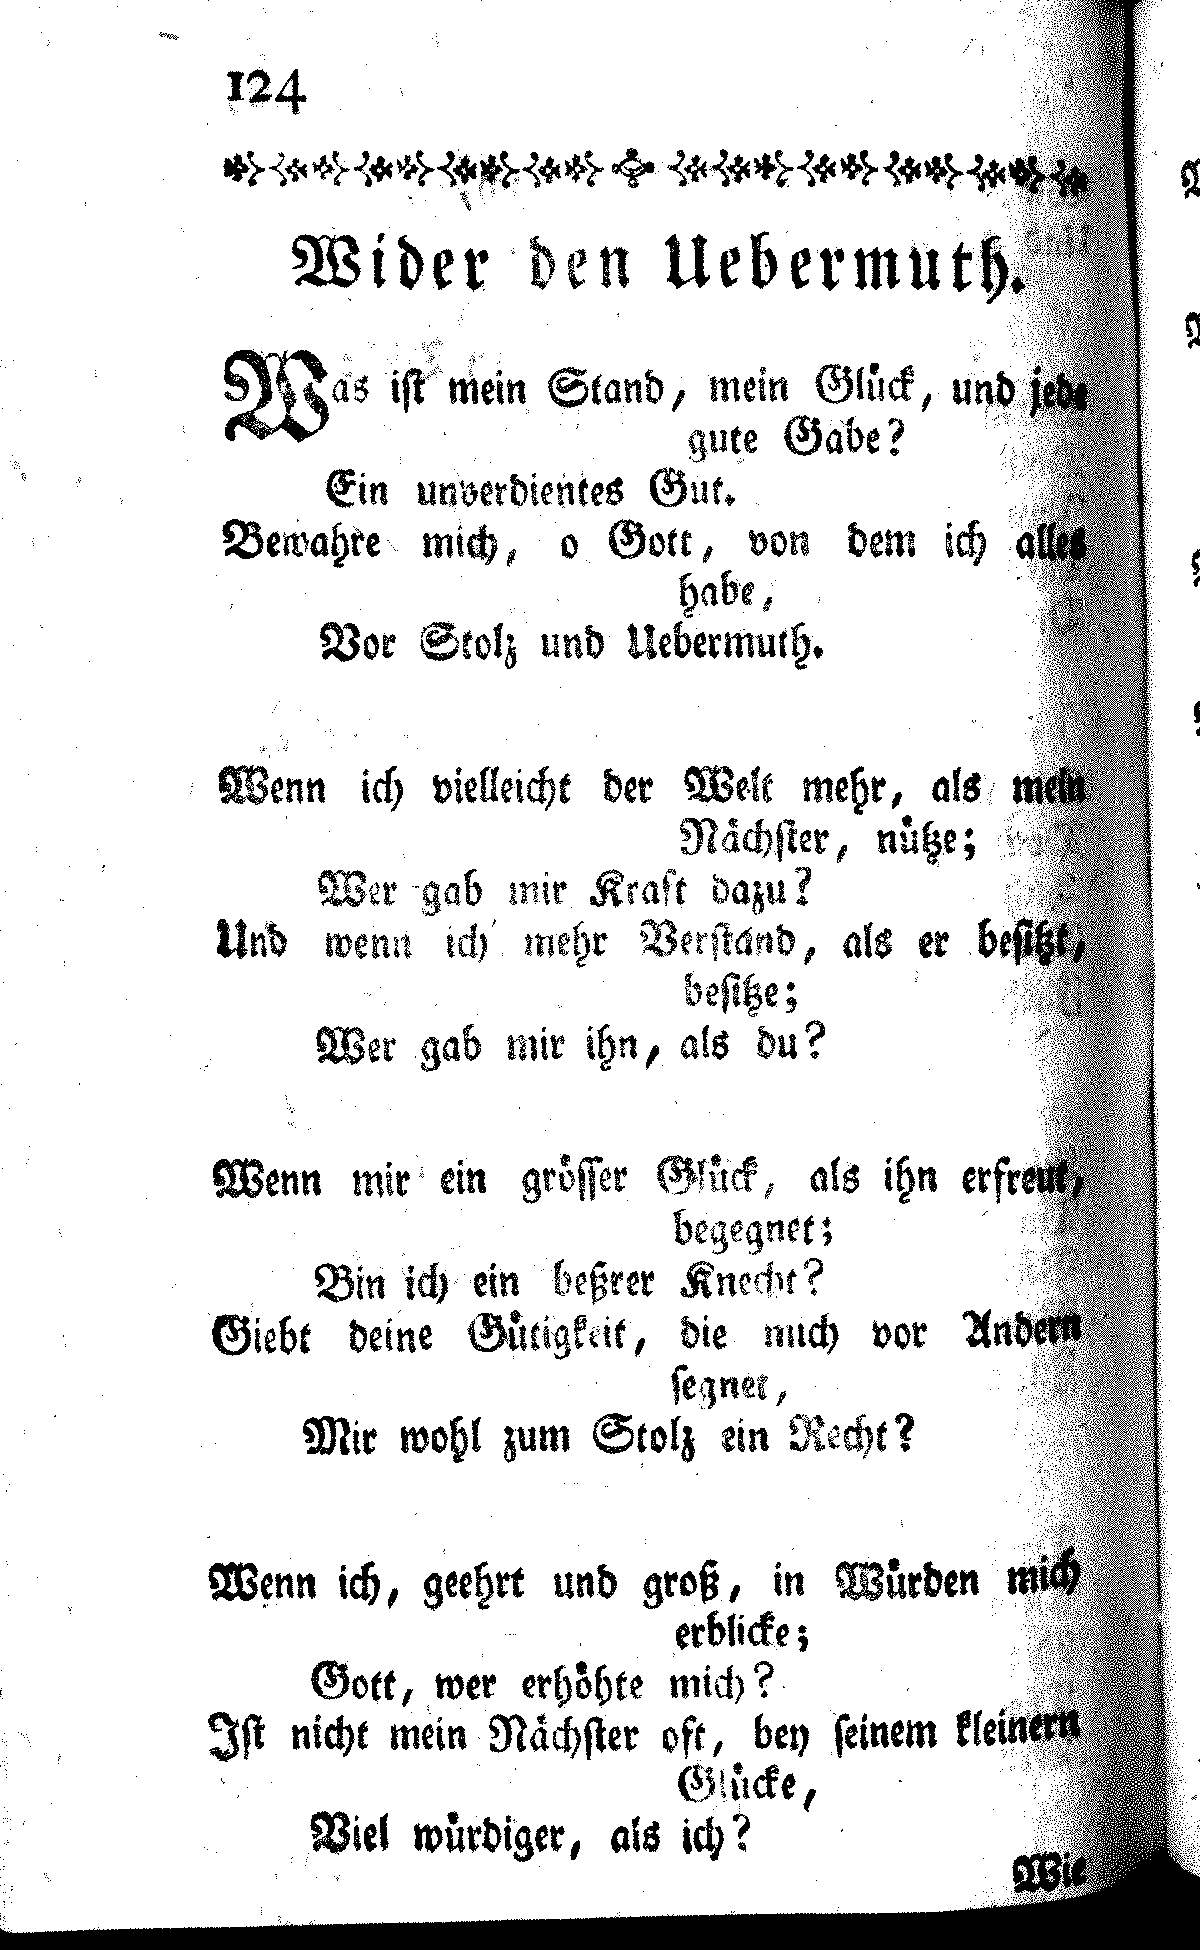 124
Wider den Uebermuth.
Was iſt mein Stand, mein Glück, und jede
gute Gabe?
Ein unverdientes Gut.
Bewahre mich, o Gott, von dem ich alles
habe,
Vor Stolz und Uebermuth.
Wenn ich vielleicht der Welt mehr, als mein
Nächſter, nütze;
Wer gab mir Kraft dazu?
Und wenn ich mehr Verſtand, als er beſitzt,
beſitze;
Wer gab mir ihn, als du?
Wenn mir ein gröſſer Glück, als ihn erfreut,
begegnet;
Bin ich ein beßrer Knecht?
Giebt deine Gütigkeit, die mich vor Andern
ſegnet,
Mir wohl zum Stolz ein Recht?
Wenn ich, geehrt und groß, in Würden mich
erblicke;
Gott, wer erhöhte mich?
Iſt nicht mein Nächſter oft, bey ſeinem kleinern
Glücke,
Viel würdiger, als ich?
Wie